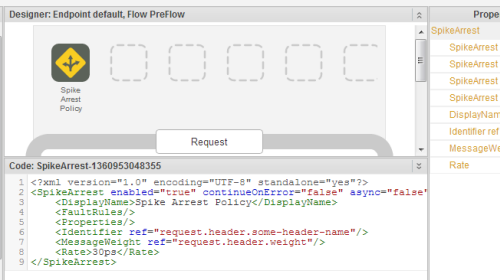 Designer: Endpoint default, Flow PreFlow
Spike
Arrest
Policy
Request
Code: SpikeArrest-1360953048355
1 <?xml version="1.0" encoding="UTF-8" standalone="yes"?>
2 <SpikeArrest enabled="true" continueOnError="false" async="false"
3 <DisplayName>Spike Arrest Policy</DisplayName>
4 <FaultRules/>
5 <Properties/>
6 <Identifier ref="request.header.some-header-name"/>
7 <MessageWeight ref="request.header.weight"/>
8 <Rate>30ps</Rate>
9 </SpikeArrest>
Prope
SpikeArrest
SpikeArrest
SpikeArrest
SpikeArrest
SpikeArrest
DisplayNam
Identifier ref
MessageWe
Rate